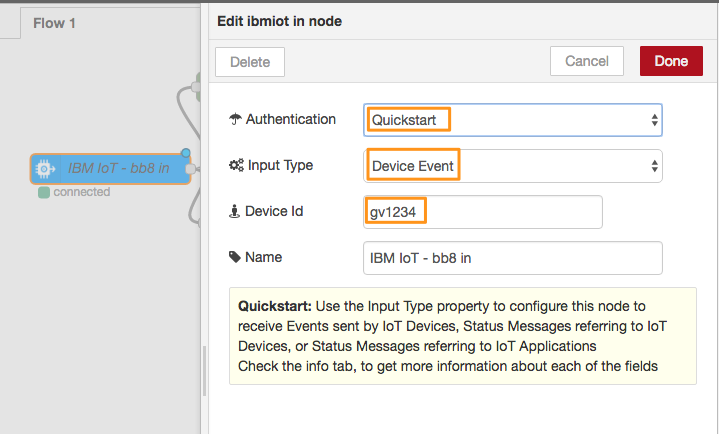 Flow 1
Edit ibmiot in node
Delete
Cancel
Done
Authentication
Quickstart
IBM IoT - bb8 in
connected
Input Type
Device Event
Device Id
gv1234
Name
IBM IoT - bb8 in
Quickstart: Use the Input Type property to configure this node to
receive Events sent by IoT Devices, Status Messages referring to IoT
Devices, or Status Messages referring to IoT Applications
Check the info tab, to get more information about each of the fields